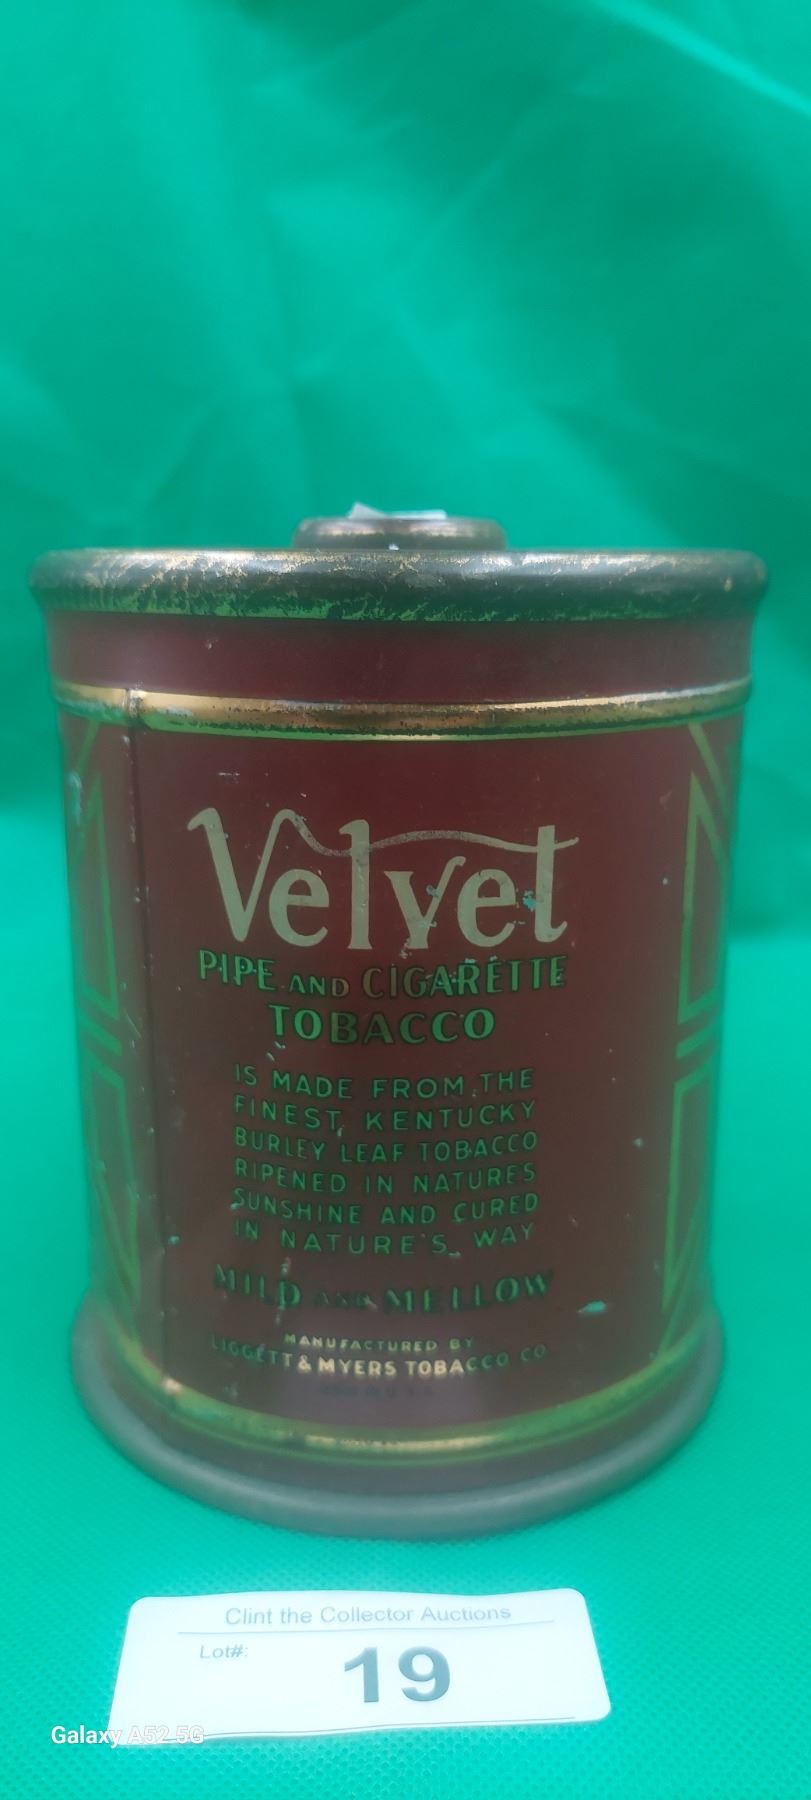 Velvet
PIPE AND CIGARETTE
TOBACCO
IS MADE FROM THE
FINEST KENTUCKY
BURLEY LEAF TOBACCO
RIPENED IN NATURES
SUNSHINE AND CURED
IN NATURE'S WAY
MILD AND MELLOW
MANUFACTURED BY
LIGGETT & MYERS TOBACCO CO.
Clint the Collector Auctions
Lot#:
19
Galaxy A52 5G